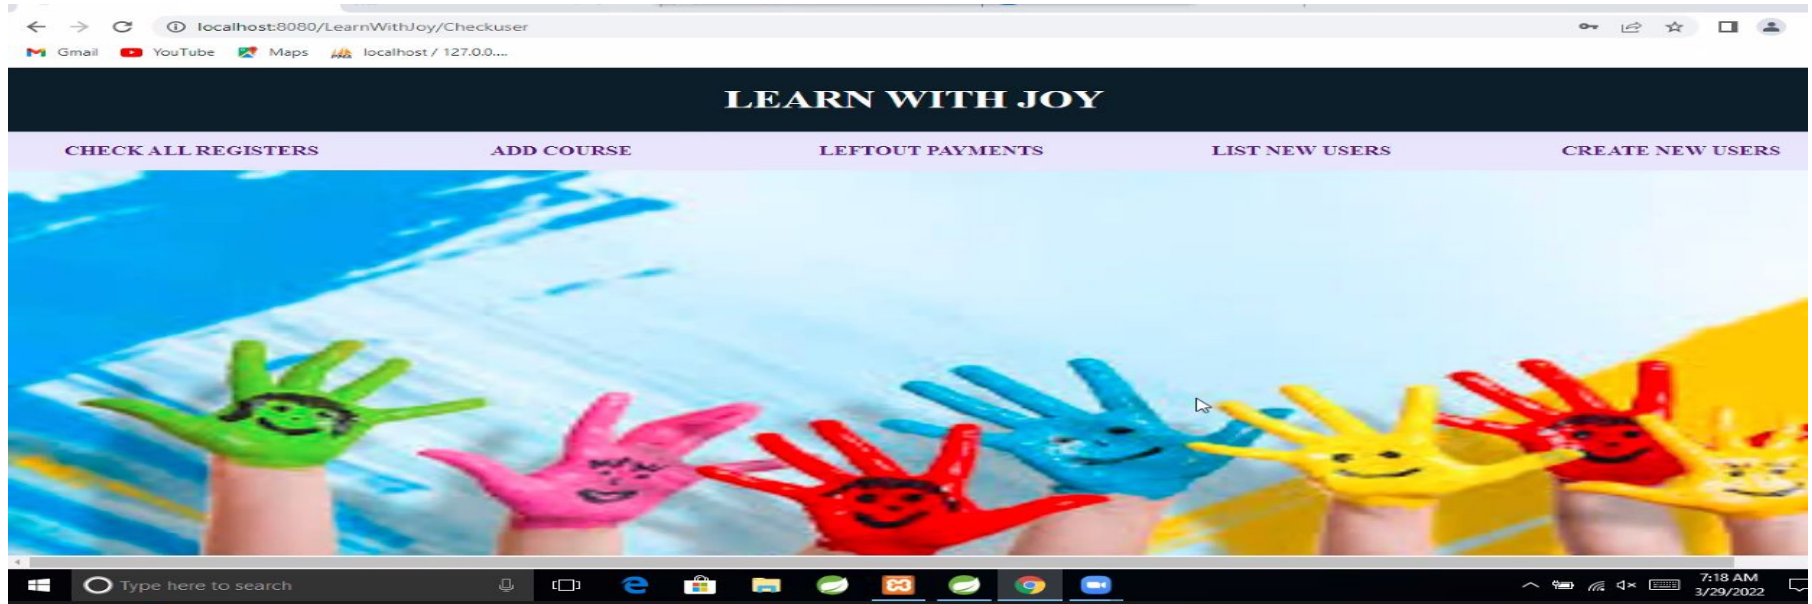 localhost:8080/LearnWithJoy/Checkuser
Gmail YouTube Maps localhost / 127.0.0....
LEARN WITH JOY
CHECK ALL REGISTERS ADD COURSE LEFTOUT PAYMENTS LIST NEW USERS CREATE NEW USERS
Type here to search
7:18 AM
3/29/2022